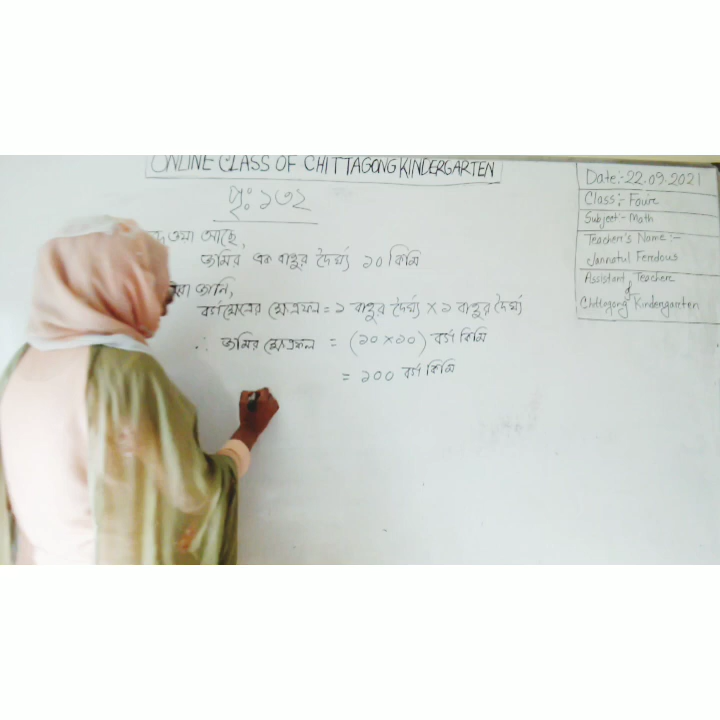 ONLINE CLASS OF CHITTAGONG KINDERGARTEN
পৃঃ ১৩২
দেওয়া আছে,
জমির এক বাহুর দৈর্ঘ্য ১০ কিমি
জানি,
বর্গক্ষেত্রের ক্ষেত্রফল = ১ বাহুর দৈর্ঘ্য × ১ বাহুর দৈর্ঘ্য
∴ জমির ক্ষেত্রফল = (১০ × ১০) বর্গ কিমি
= ১০০ বর্গ কিমি
Date:-22.09.2021
Class:- Four
Subject:- Math
Teacher's Name:-
Jannatul Feredous
Assistant Teacher
of
Chittagong Kindergarten